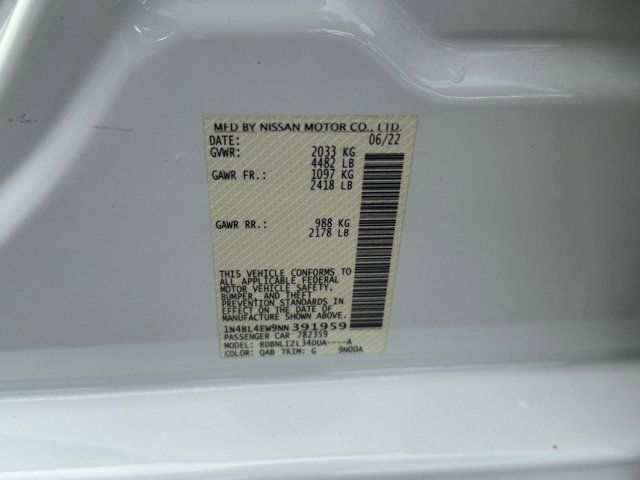 MFD BY NISSAN MOTOR CO., LTD.
DATE: 06/22
GVWR: 2033 KG
4482 LB
GAWR FR.: 1097 KG
2418 LB
GAWR RR.: 988 KG
2178 LB
THIS VEHICLE CONFORMS TO
ALL APPLICABLE FEDERAL
MOTOR VEHICLE SAFETY,
BUMPER, AND THEFT
PREVENTION STANDARDS IN
EFFECT ON THE DATE OF
MANUFACTURE SHOWN ABOVE.
1N4BL4EW9NN391959
PASSENGER CAR 782359
MODEL: BDBNLIZL34DUA----A
COLOR: QAB TRIM: G 9N00A